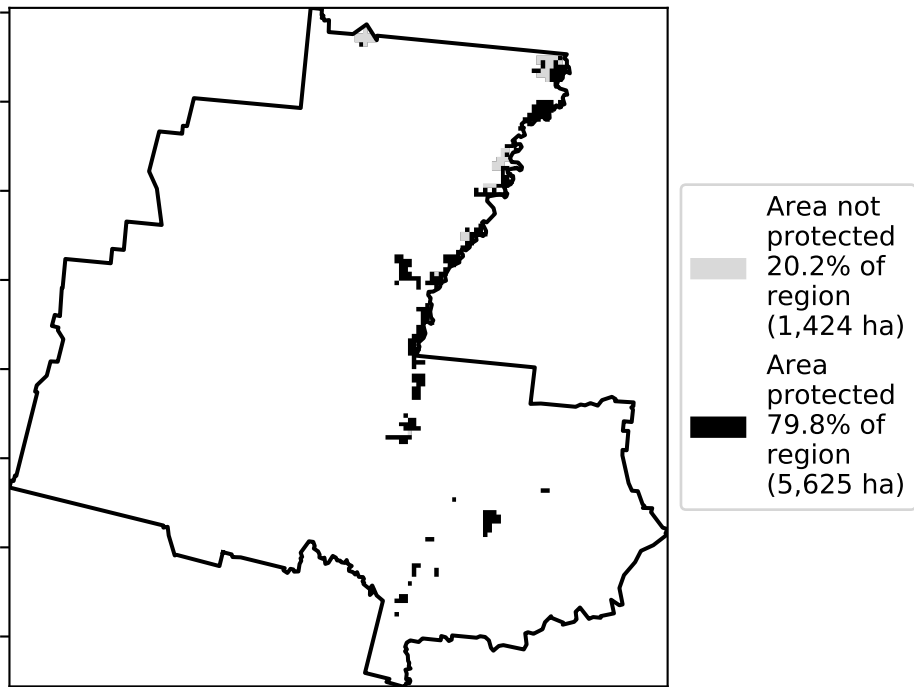 Area not
protected
20.2% of
region
(1,424 ha)
Area
protected
79.8% of
region
(5,625 ha)